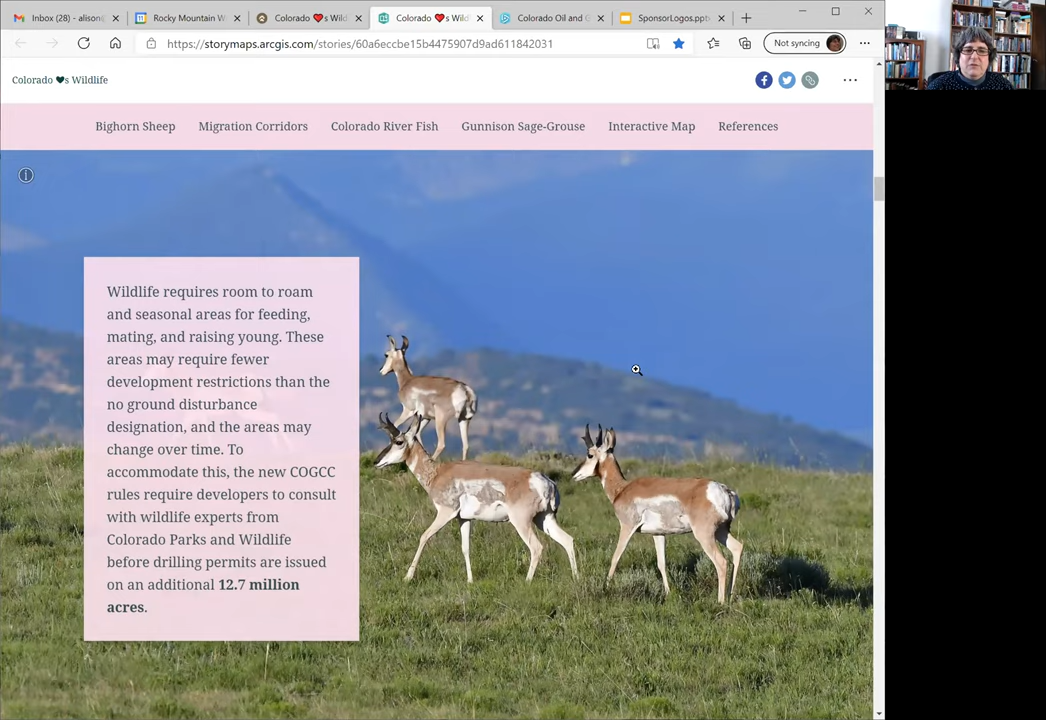 Inbox (28) - alison
Rocky Mountain W
Colorado ❤️s Wild
Colorado ❤️s Wild
Colorado Oil and G
SponsorLogos.ppt
https://storymaps.arcgis.com/stories/60a6eccbe15b4475907d9ad611842031
Not syncing
Colorado ❤s Wildlife
Bighorn Sheep
Migration Corridors
Colorado River Fish
Gunnison Sage-Grouse
Interactive Map
References
Wildlife requires room to roam
and seasonal areas for feeding,
mating, and raising young. These
areas may require fewer
development restrictions than the
no ground disturbance
designation, and the areas may
change over time. To
accommodate this, the new COGCC
rules require developers to consult
with wildlife experts from
Colorado Parks and Wildlife
before drilling permits are issued
on an additional 12.7 million
acres.